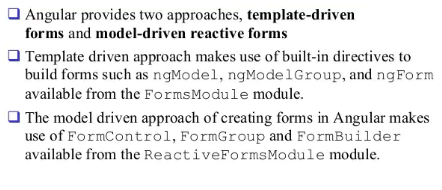 Angular provides two approaches, template-driven
forms and model-driven reactive forms
Template driven approach makes use of built-in directives to
build forms such as ngModel, ngModelGroup, and ngForm
available from the FormsModule module.
The model driven approach of creating forms in Angular makes
use of FormControl, FormGroup and FormBuilder
available from the ReactiveFormsModule module.